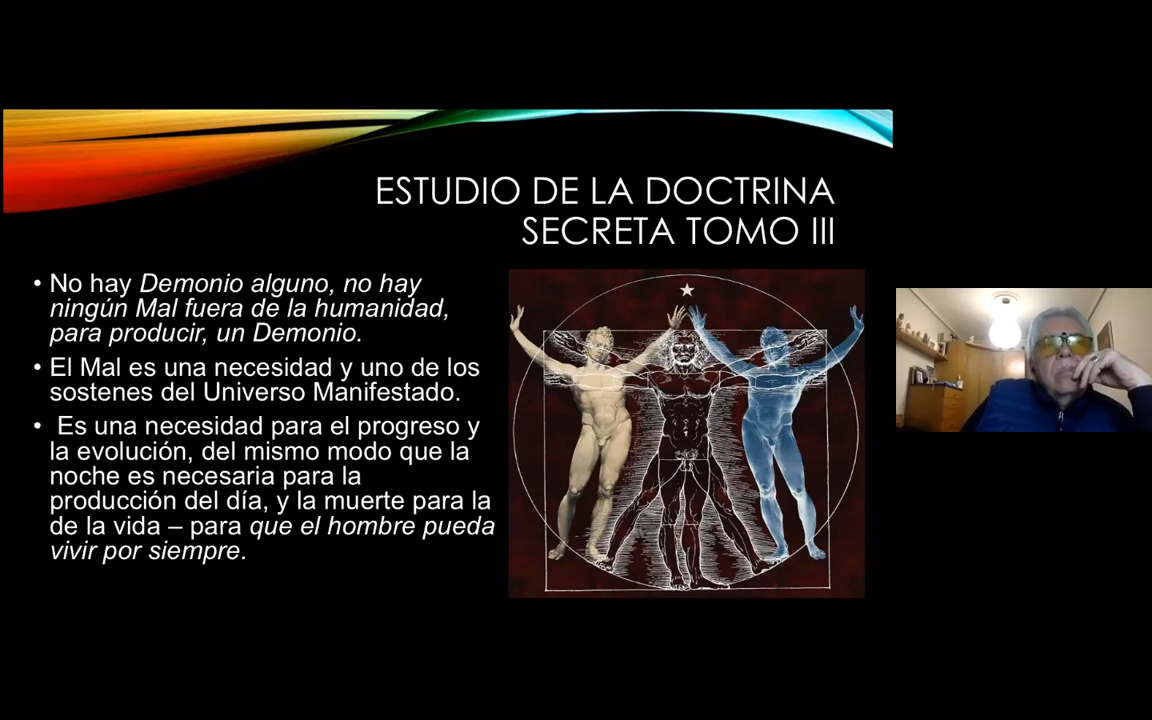 ESTUDIO DE LA DOCTRINA
SECRETA TOMO III
• No hay Demonio alguno, no hay
ningún Mal fuera de la humanidad,
para producir, un Demonio.
• El Mal es una necesidad y uno de los
sostenes del Universo Manifestado.
• Es una necesidad para el progreso y
la evolución, del mismo modo que la
noche es necesaria para la
producción del día, y la muerte para la
de la vida – para que el hombre pueda
vivir por siempre.